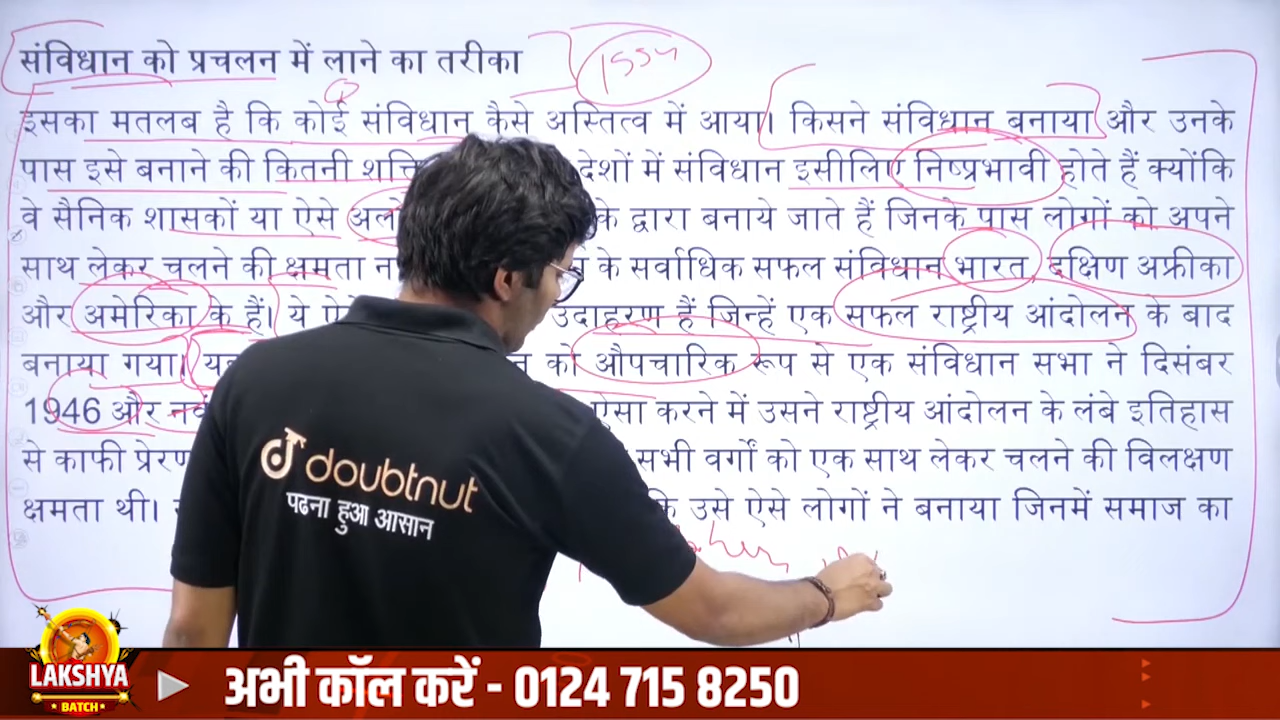 संविधान को प्रचलन में लाने का तरीका
इसका मतलब है कि कोई संविधान कैसे अस्तित्व में आया। किसने संविधान बनाया और उनके
पास इसे बनाने की कितनी देशों में संविधान इसीलिए निष्प्रभावी होते हैं क्योंकि
वे सैनिक शासकों या ऐसे के द्वारा बनाये जाते हैं जिनके पास लोगों को अपने
साथ लेकर चलने की क्षमता के सर्वाधिक सफल संविधान भारत, दक्षिण अफ्रीका
और अमेरिका के हैं। ये उदाहरण हैं जिन्हें एक सफल राष्ट्रीय आंदोलन के बाद
बनाया गया। को औपचारिक रूप से एक संविधान सभा ने दिसंबर
1946 और ऐसा करने में उसने राष्ट्रीय आंदोलन के लंबे इतिहास
से काफी सभी वर्गों को एक साथ लेकर चलने की विलक्षण
क्षमता थी। उसे ऐसे लोगों ने बनाया जिनमें समाज का
doubtnut
पढना हुआ आसान
LAKSHYA
BATCH
अभी कॉल करें - 0124 715 8250